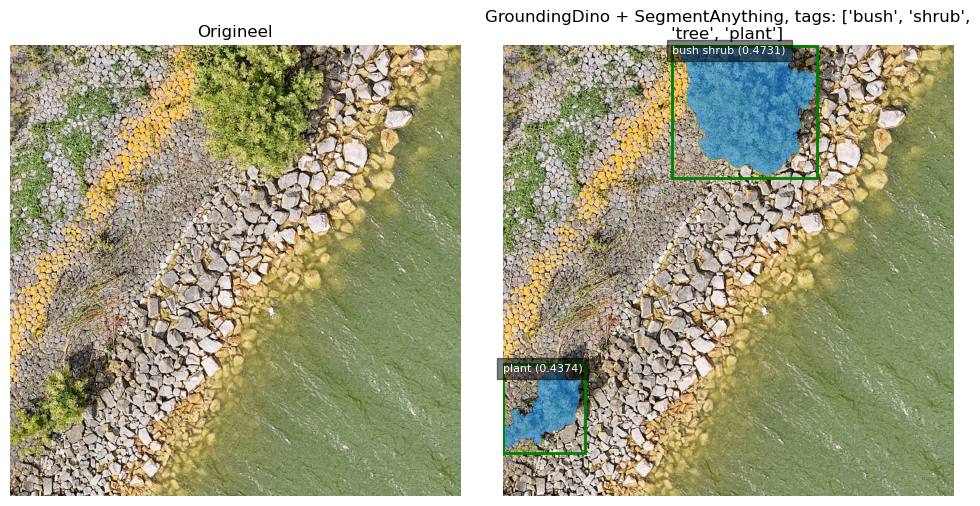 Origineel
GroundingDino + SegmentAnything, tags: ['bush', 'shrub',
'tree', 'plant']
bush shrub (0.4731)
plant (0.4374)